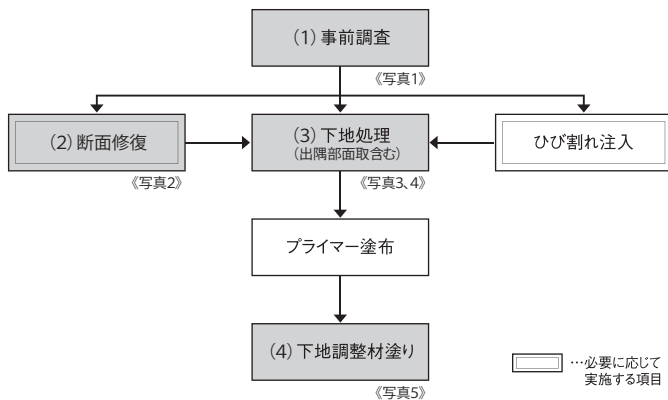 (1)事前調査
《写真1》
(2)断面修復
《写真2》
(3)下地処理
(出隅部面取含む)
《写真3、4》
ひび割れ注入
プライマー塗布
(4)下地調整材塗り
《写真5》
…必要に応じて
実施する項目